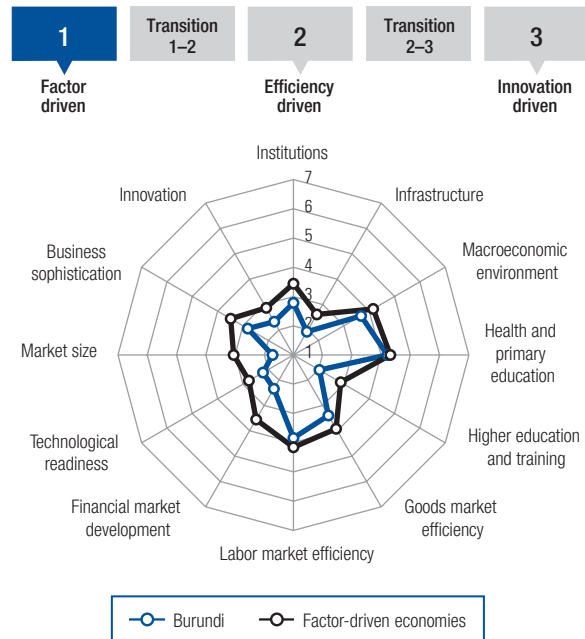 1
Transition
1–2
2
Transition
2–3
3
Factor
driven
Efficiency
driven
Innovation
driven
Institutions
7
6
5
4
3
2
1
Infrastructure
Macroeconomic
environment
Health and
primary
education
Higher education
and training
Goods market
efficiency
Labor market efficiency
Financial market
development
Technological
readiness
Market size
Business
sophistication
Innovation
Burundi
Factor-driven economies